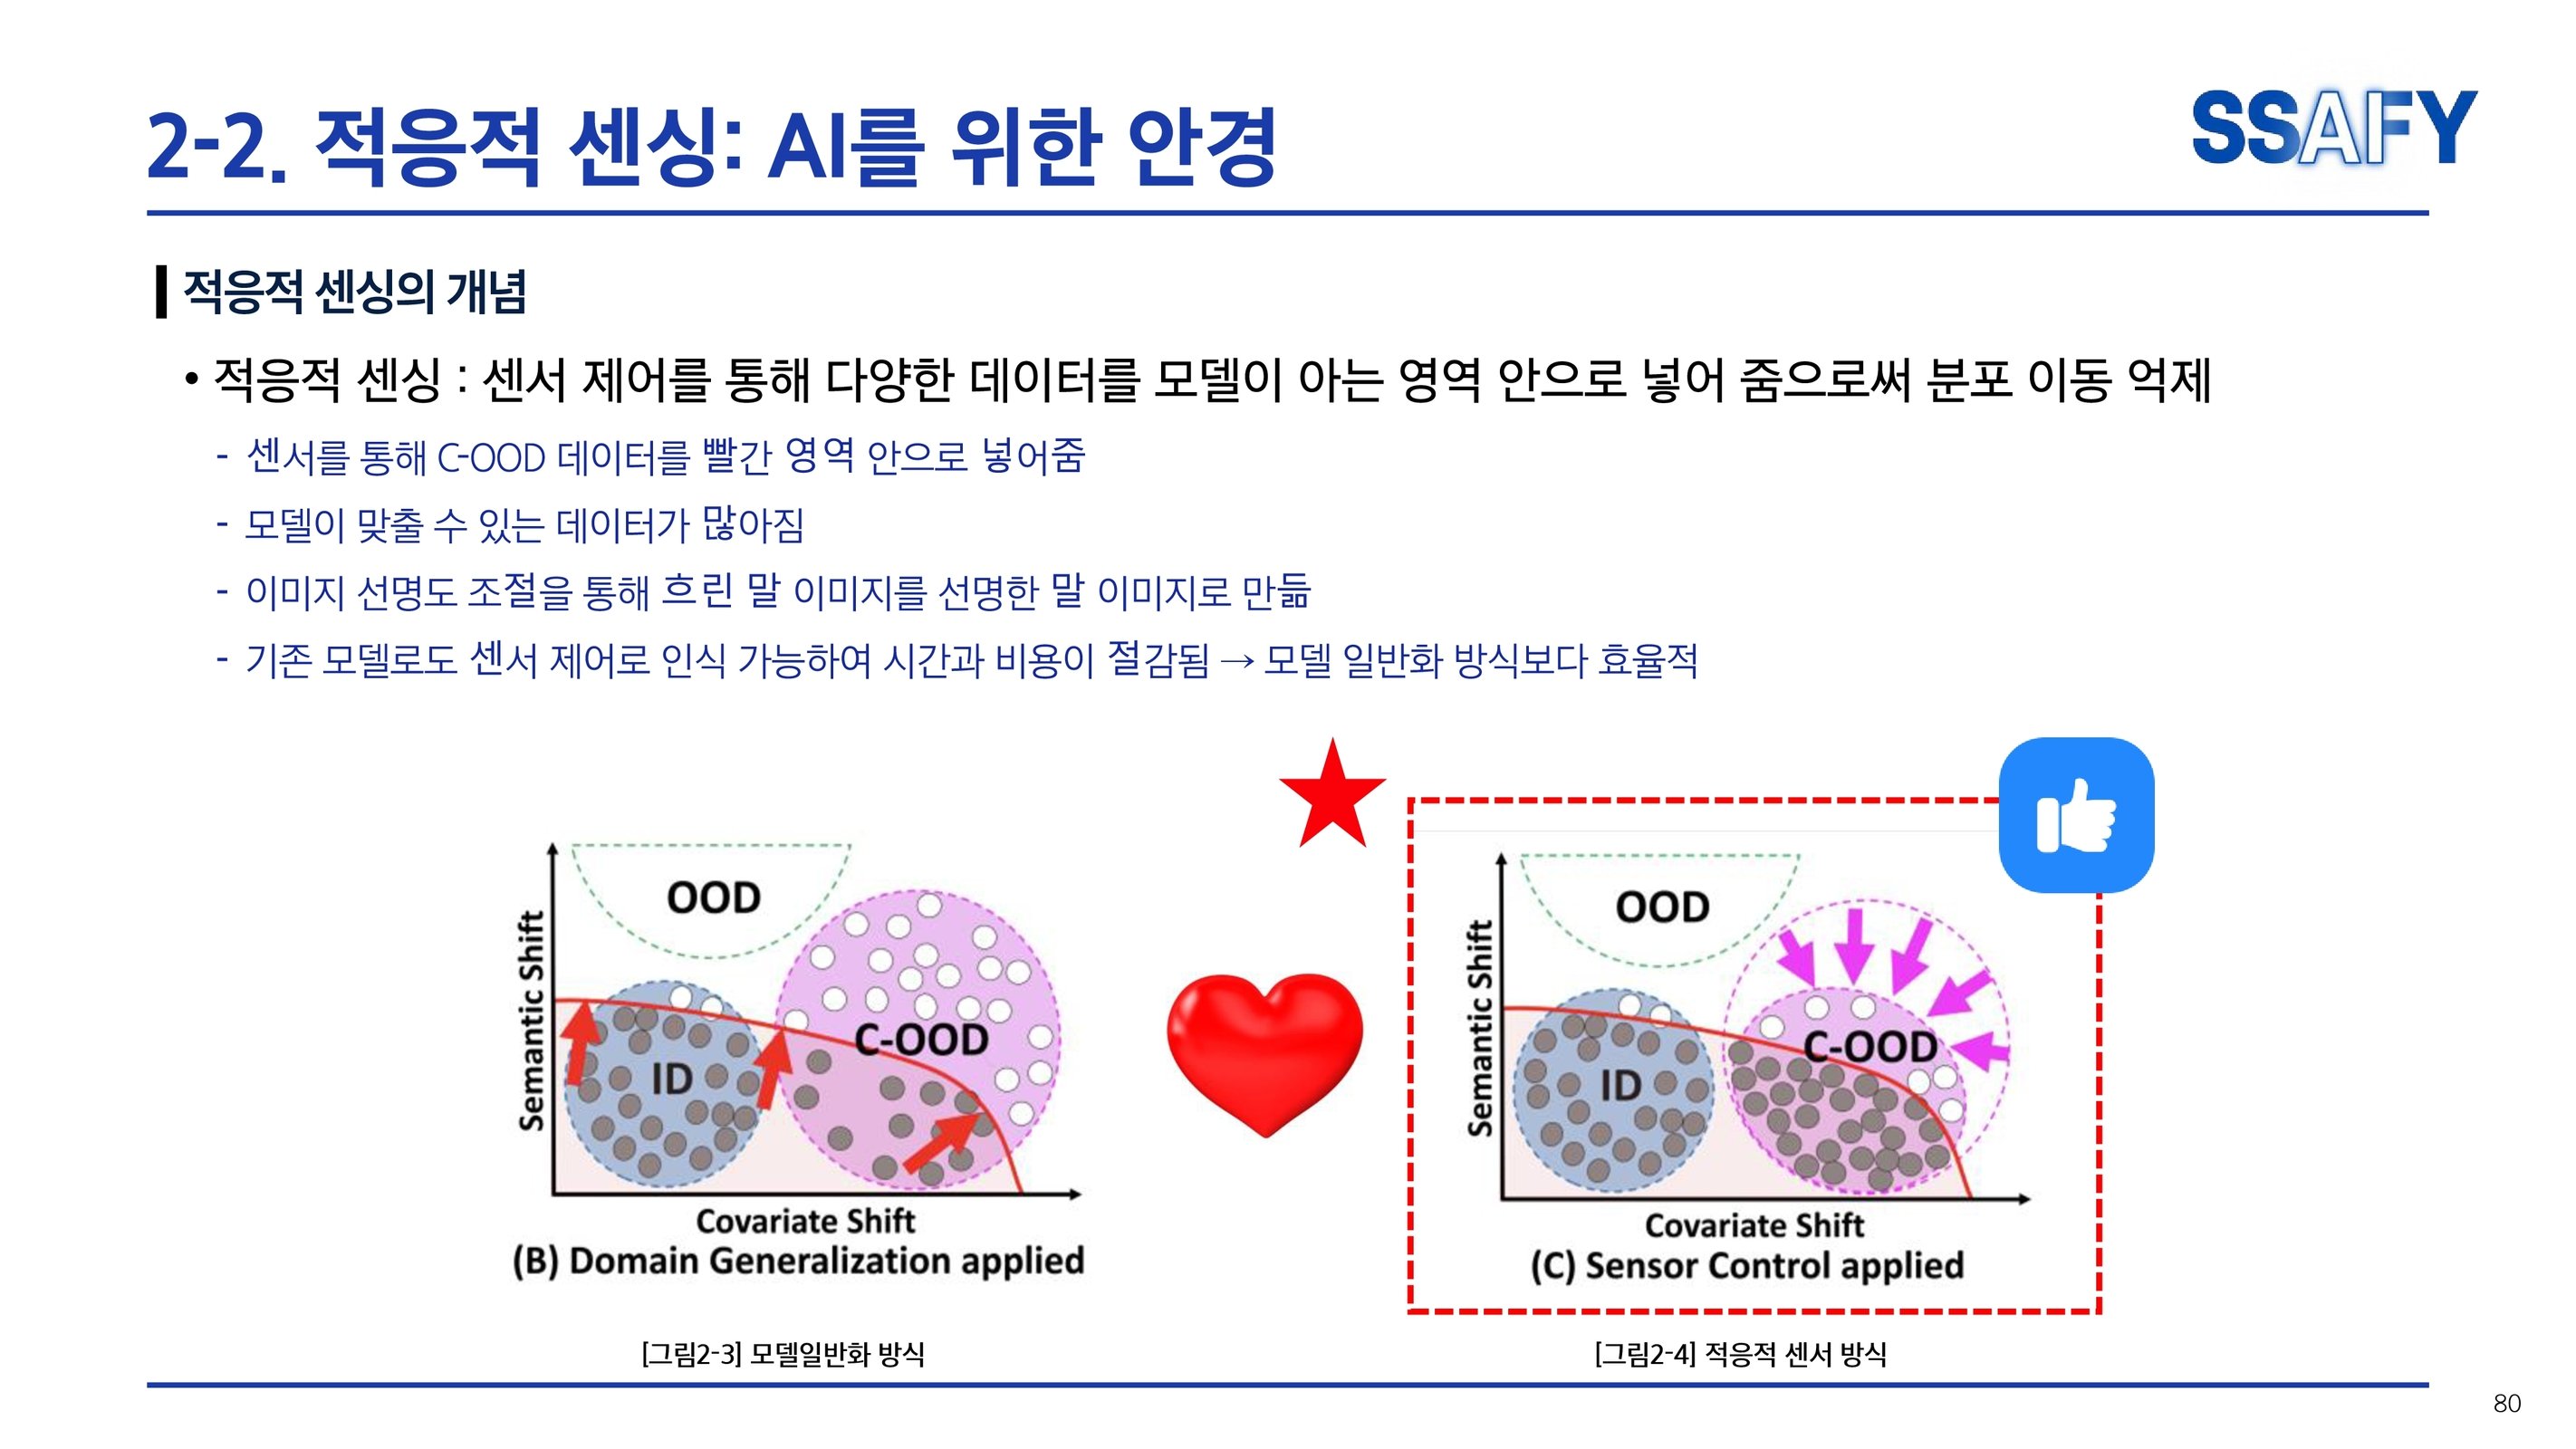 2-2. 적응적 센싱: AI를 위한 안경
SSAFY
적응적 센싱의 개념
• 적응적 센싱 : 센서 제어를 통해 다양한 데이터를 모델이 아는 영역 안으로 넣어 줌으로써 분포 이동 억제
- 센서를 통해 C-OOD 데이터를 빨간 영역 안으로 넣어줌
- 모델이 맞출 수 있는 데이터가 많아짐
- 이미지 선명도 조절을 통해 흐린 말 이미지를 선명한 말 이미지로 만듦
- 기존 모델로도 센서 제어로 인식 가능하여 시간과 비용이 절감됨 → 모델 일반화 방식보다 효율적
OOD
C-OOD
ID
Semantic Shift
Covariate Shift
(B) Domain Generalization applied
[그림2-3] 모델일반화 방식
OOD
C-OOD
ID
Semantic Shift
Covariate Shift
(C) Sensor Control applied
[그림2-4] 적응적 센서 방식
80